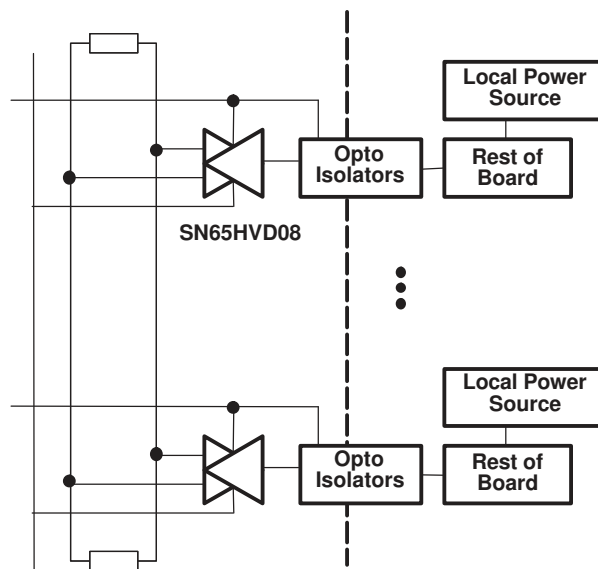 Local Power
Source
Opto
Isolators
Rest of
Board
SN65HVD08
Local Power
Source
Opto
Isolators
Rest of
Board